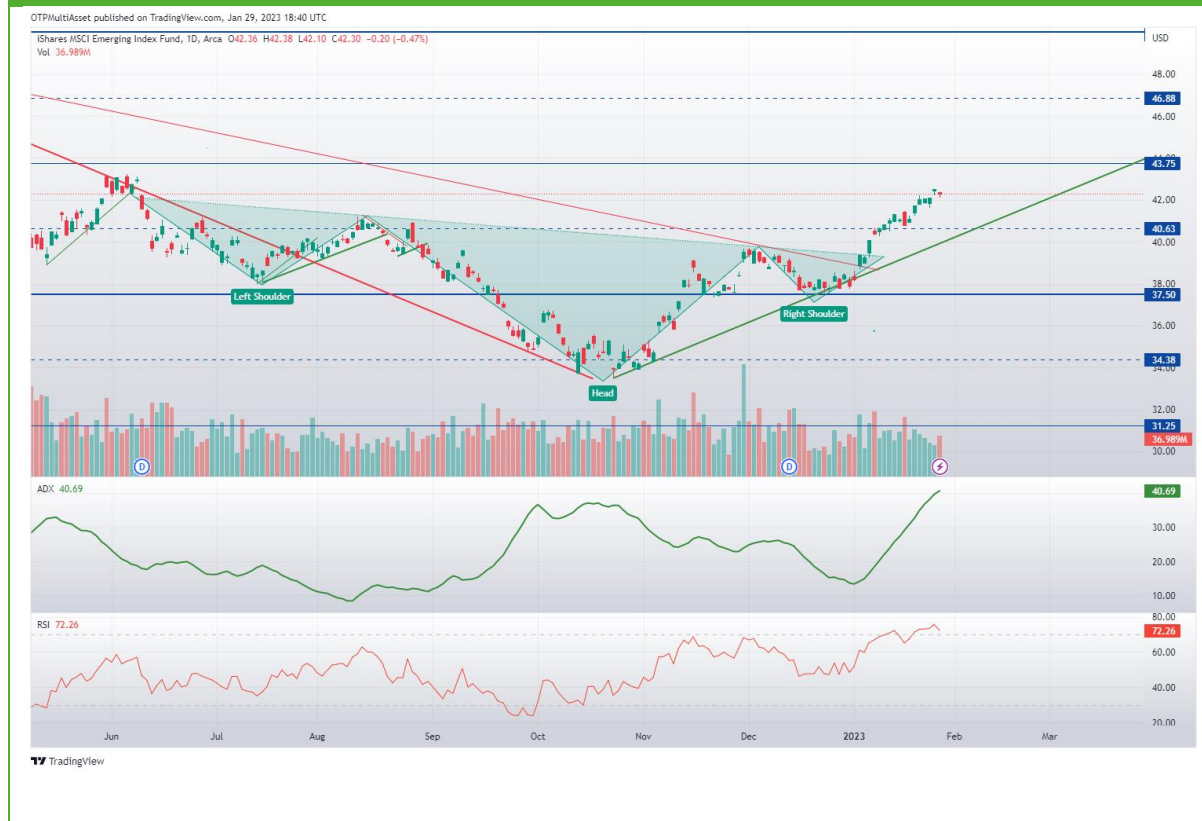 OTPMultiAsset published on TradingView.com, Jan 29, 2023 18:40 UTC
iShares MSCI Emerging Index Fund, 1D, Arca O42.36 H42.38 L42.10 C42.30 −0.20 (−0.47%)
USD
Vol 36.989M
48.00
46.88
46.00
44.00
43.75
42.00
40.63
40.00
38.00
37.50
Left Shoulder
Right Shoulder
36.00
34.38
34.00
Head
32.00
31.25
36.989M
30.00
D
D
ADX 40.69
40.69
30.00
20.00
10.00
80.00
RSI 72.26
72.26
60.00
40.00
20.00
Jun Jul Aug Sep Oct Nov Dec 2023 Feb Mar
TradingView